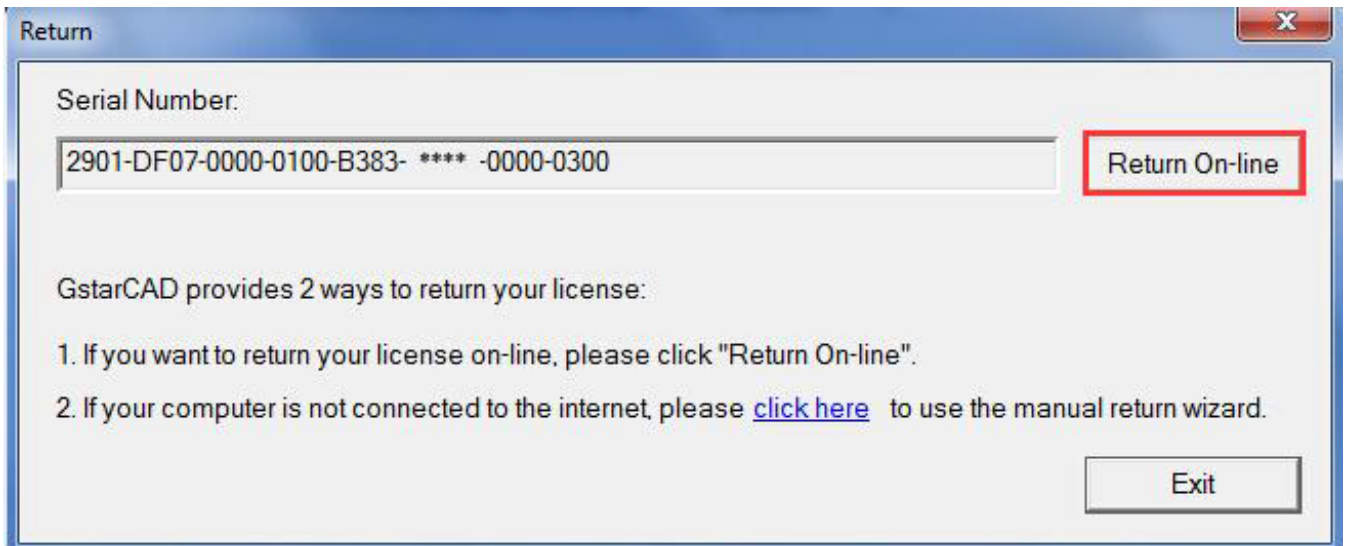 Return
Serial Number:
2901-DF07-0000-0100-B383- **** -0000-0300
Return On-line
GstarCAD provides 2 ways to return your license:
1. If you want to return your license on-line, please click "Return On-line".
2. If your computer is not connected to the internet, please click here to use the manual return wizard.
Exit